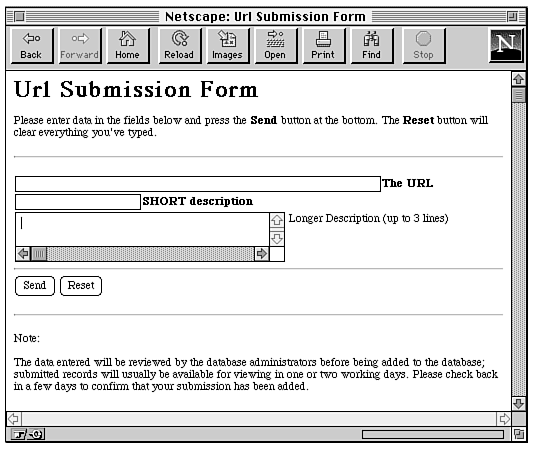 Netscape: Url Submission Form
Back Forward Home Reload Images Open Print Find Stop N
Url Submission Form
Please enter data in the fields below and press the Send button at the bottom. The Reset button will
clear everything you've typed.
The URL
SHORT description
Longer Description (up to 3 lines)
Send Reset
Note:
The data entered will be reviewed by the database administrators before being added to the database;
submitted records will usually be available for viewing in one or two working days. Please check back
in a few days to confirm that your submission has been added.